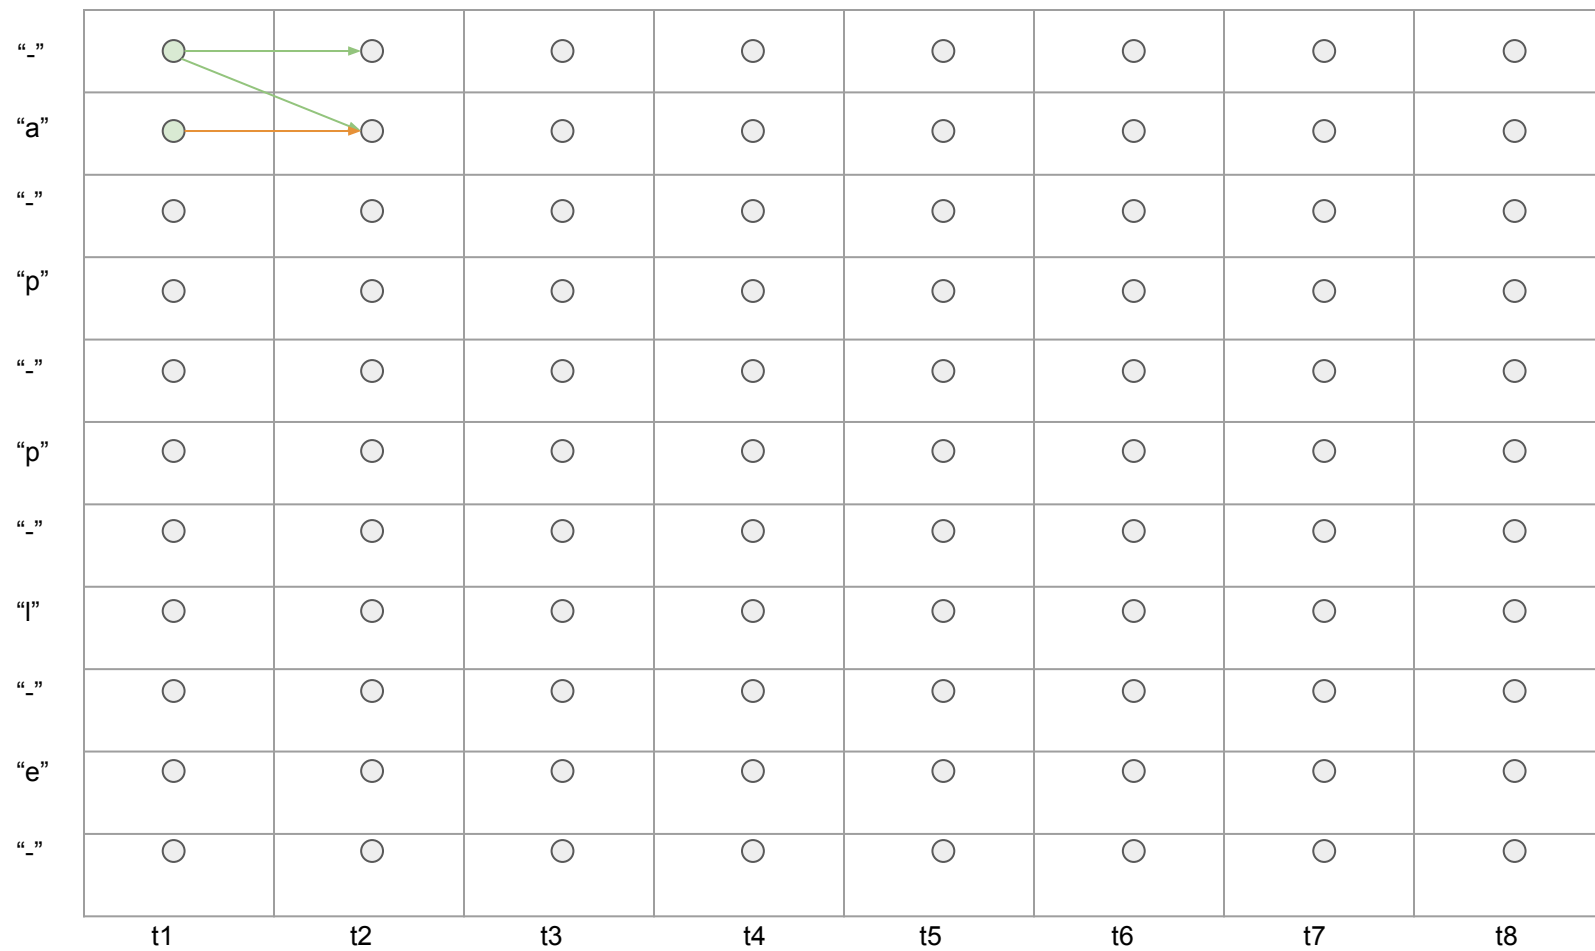 “-”
“a”
“-”
“p”
“-”
“p”
“-”
“l”
“-”
“e”
“-”
t1 t2 t3 t4 t5 t6 t7 t8